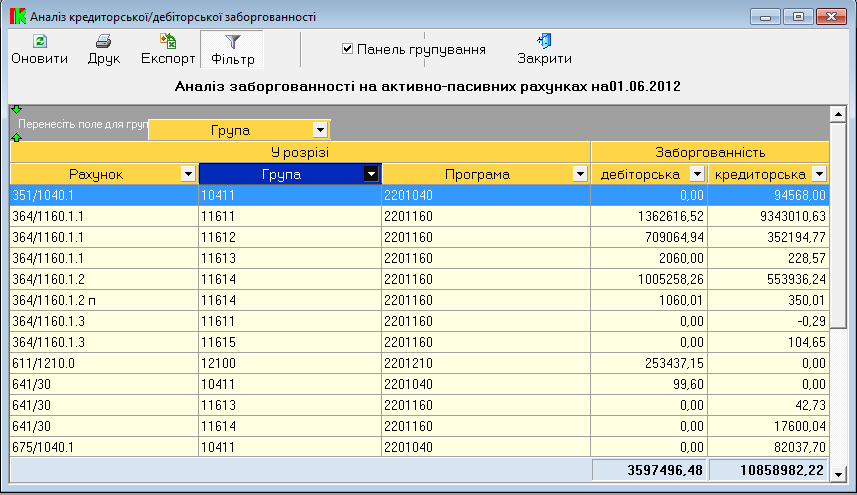 Аналіз кредиторської/дебіторської заборгованності
Оновити Друк Експорт Фільтр Панель групування Закрити
Аналіз заборгованності на активно-пасивних рахунках на01.06.2012
Перенесіть поле для груп Група
У розрізі Заборгованність
Рахунок Група Програма дебіторська кредиторська
351/1040.1 10411 2201040 0,00 94568,00
364/1160.1.1 11611 2201160 1362616,52 9343010,63
364/1160.1.1 11612 2201160 709064,94 352194,77
364/1160.1.1 11613 2201160 2060,00 228,57
364/1160.1.2 11614 2201160 1005258,26 553936,24
364/1160.1.2 п 11614 2201160 1060,01 350,01
364/1160.1.3 11611 2201160 0,00 -0,29
364/1160.1.3 11615 2201160 0,00 104,65
611/1210.0 12100 2201210 253437,15 0,00
641/30 10411 2201040 99,60 0,00
641/30 11613 2201160 0,00 42,73
641/30 11614 2201160 0,00 17600,04
675/1040.1 10411 2201040 0,00 82037,70
3597496,48 10858982,22